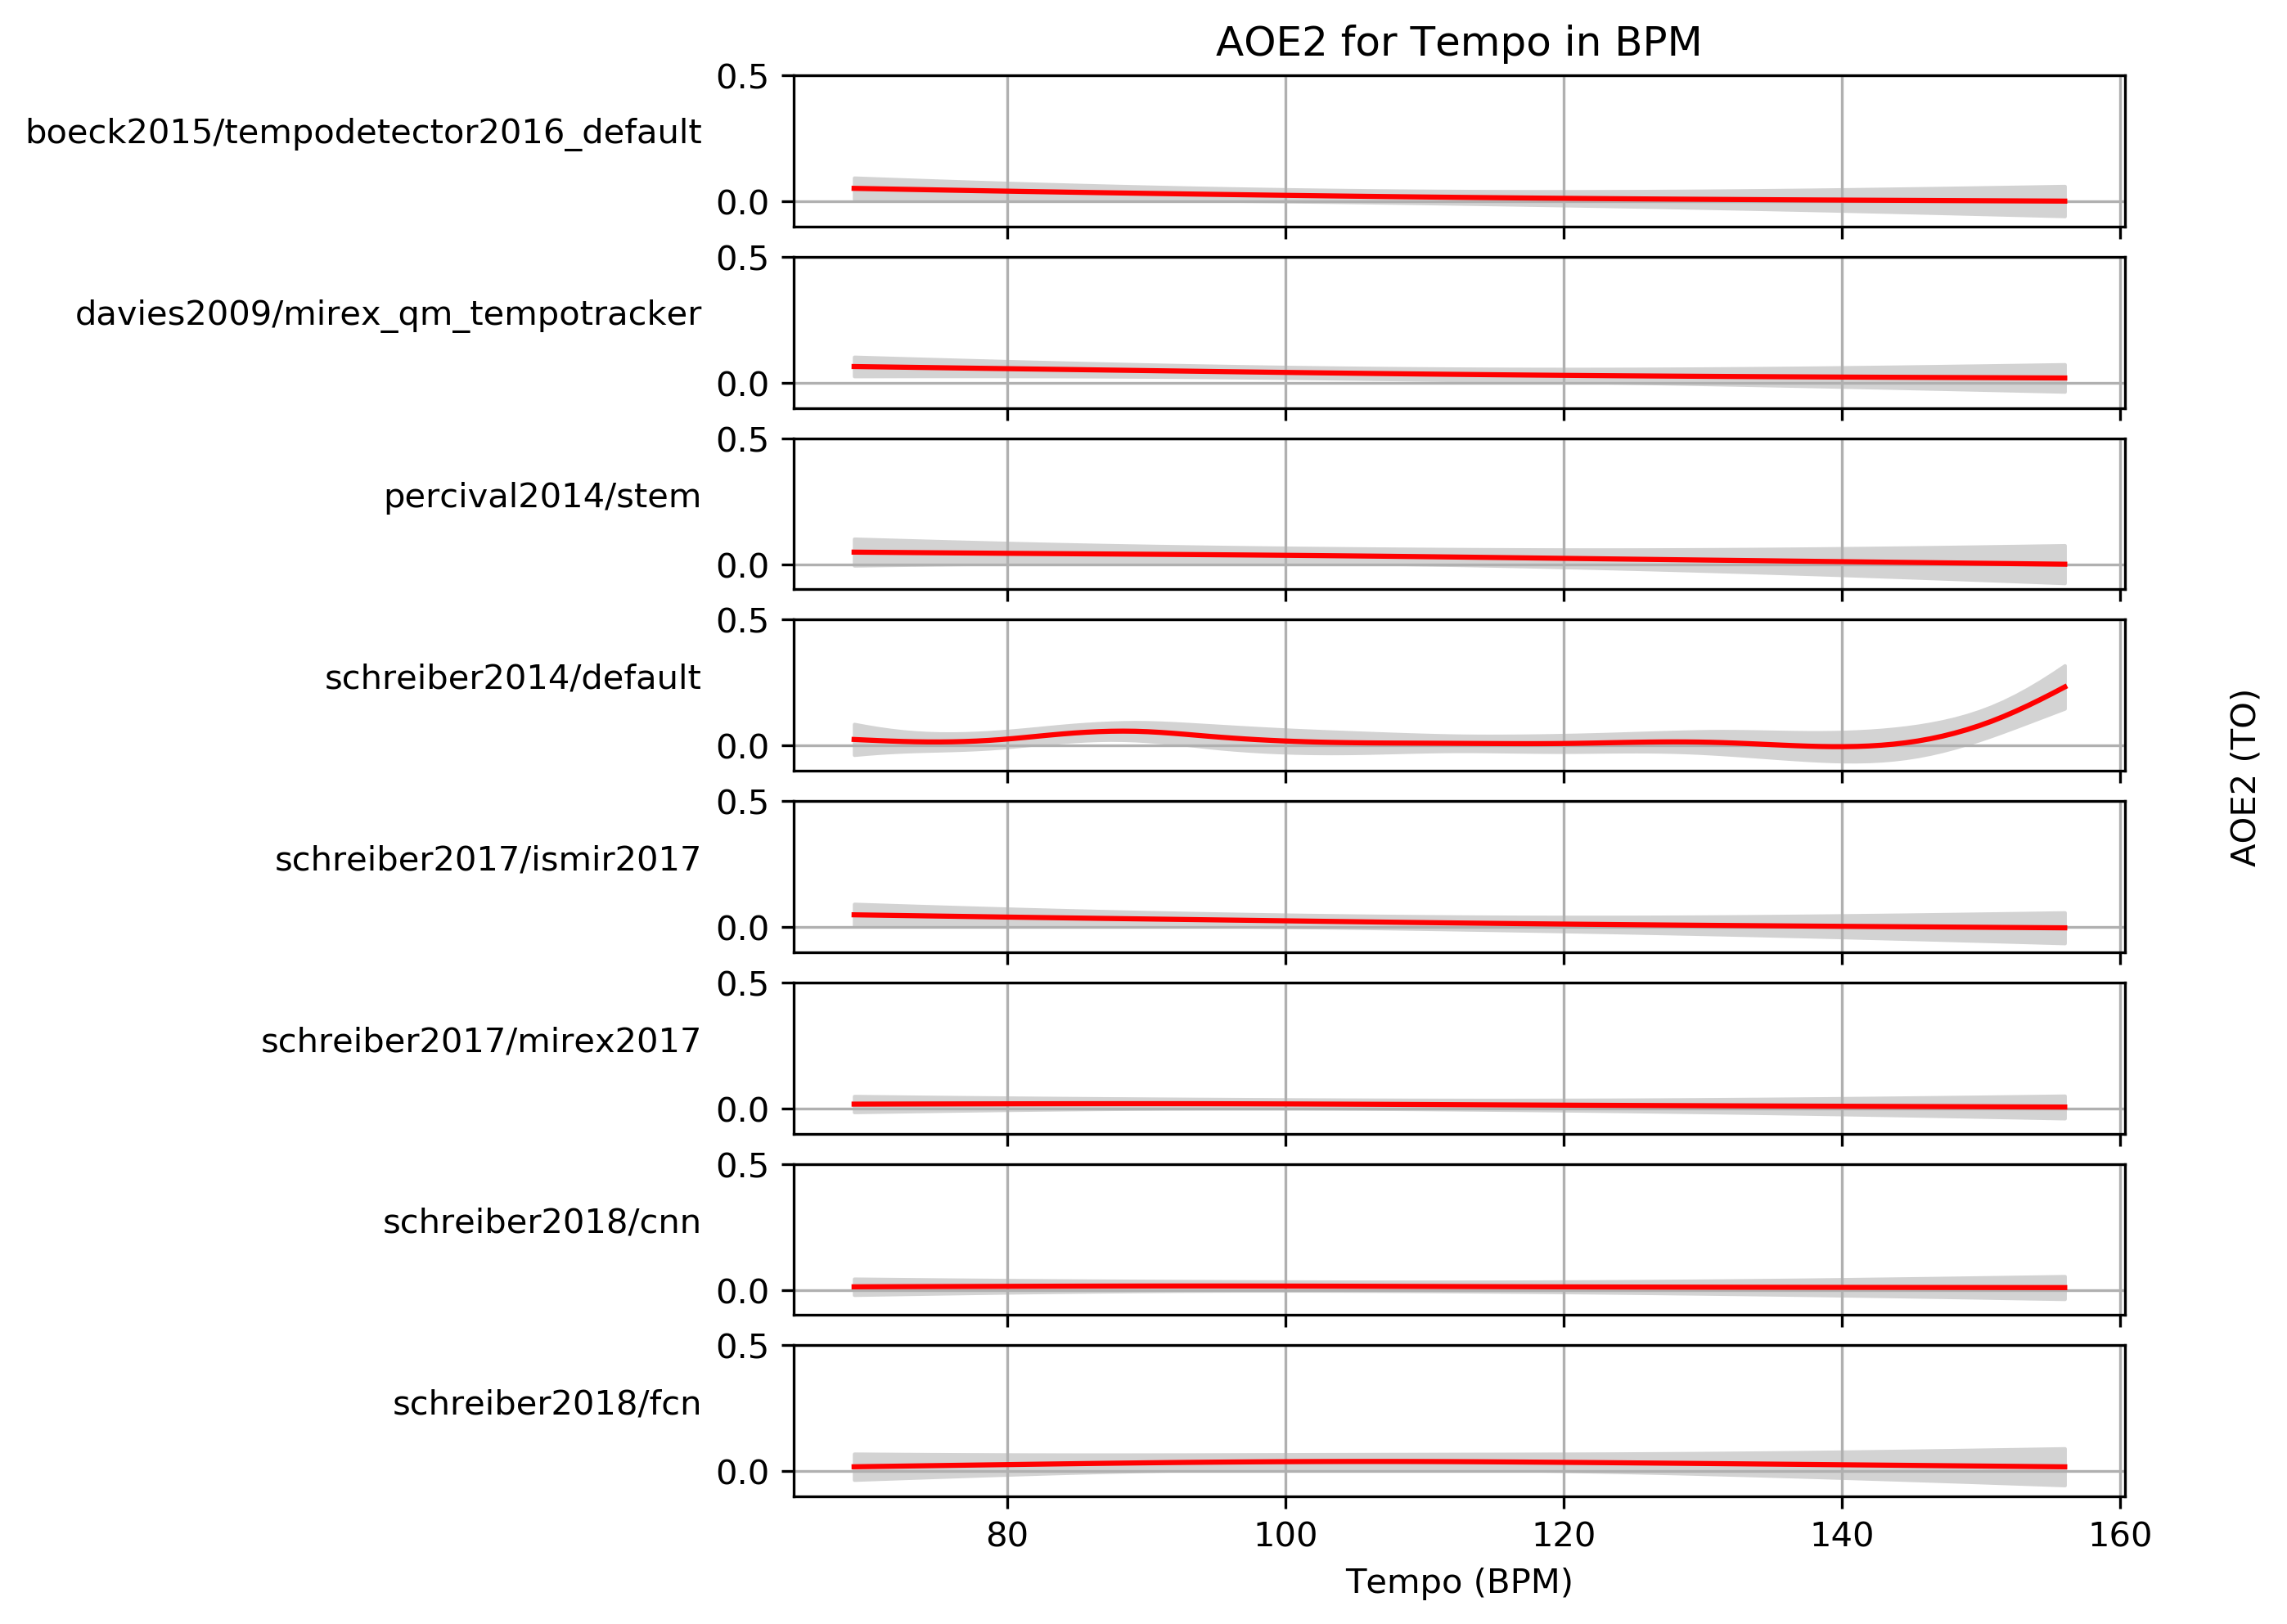 AOE2 for Tempo in BPM
0.5
boeck2015/tempodetector2016_default
0.0
0.5
davies2009/mirex_qm_tempotracker
0.0
0.5
percival2014/stem
0.0
0.5
schreiber2014/default
0.0
AOE2 (TO)
0.5
schreiber2017/ismir2017
0.0
0.5
schreiber2017/mirex2017
0.0
0.5
schreiber2018/cnn
0.0
0.5
schreiber2018/fcn
0.0
80 100 120 140 160
Tempo (BPM)